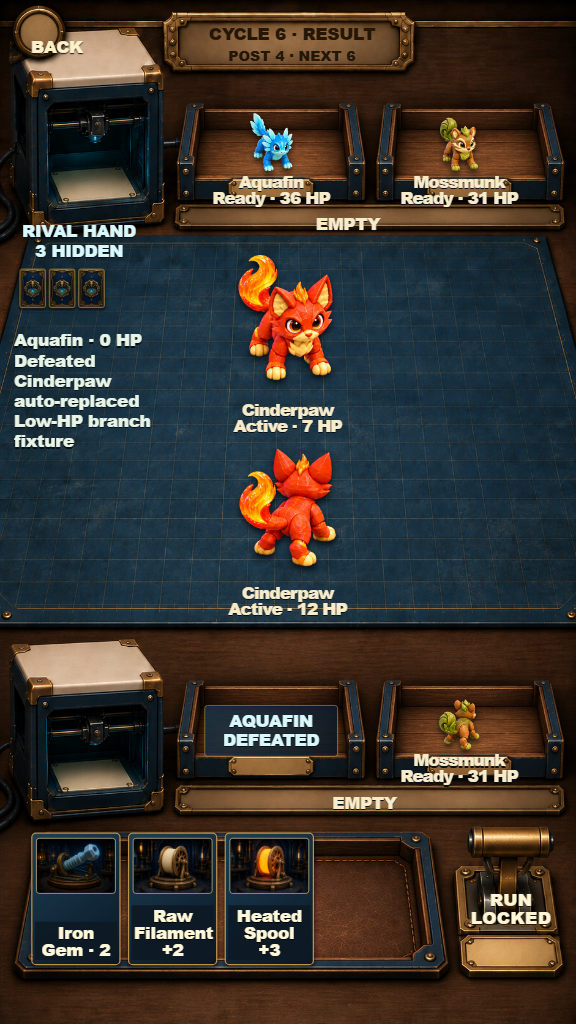 BACK
CYCLE 6 · RESULT
POST 4 · NEXT 6
Aquafin
Ready · 36 HP
Mossmunk
Ready · 31 HP
EMPTY
RIVAL HAND
3 HIDDEN
Aquafin · 0 HP
Defeated
Cinderpaw
auto-replaced
Low-HP branch
fixture
Cinderpaw
Active · 7 HP
Cinderpaw
Active · 12 HP
AQUAFIN
DEFEATED
Mossmunk
Ready · 31 HP
EMPTY
Iron
Gem · 2
Raw
Filament
+2
Heated
Spool
+3
RUN
LOCKED